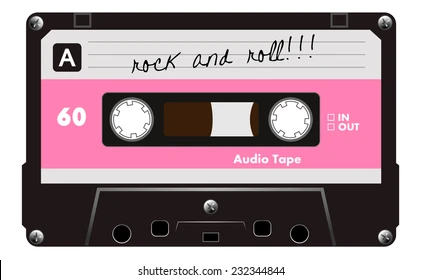 A
rock and roll!!!
60
IN
OUT
Audio Tape
shutterstock.com · 232344844